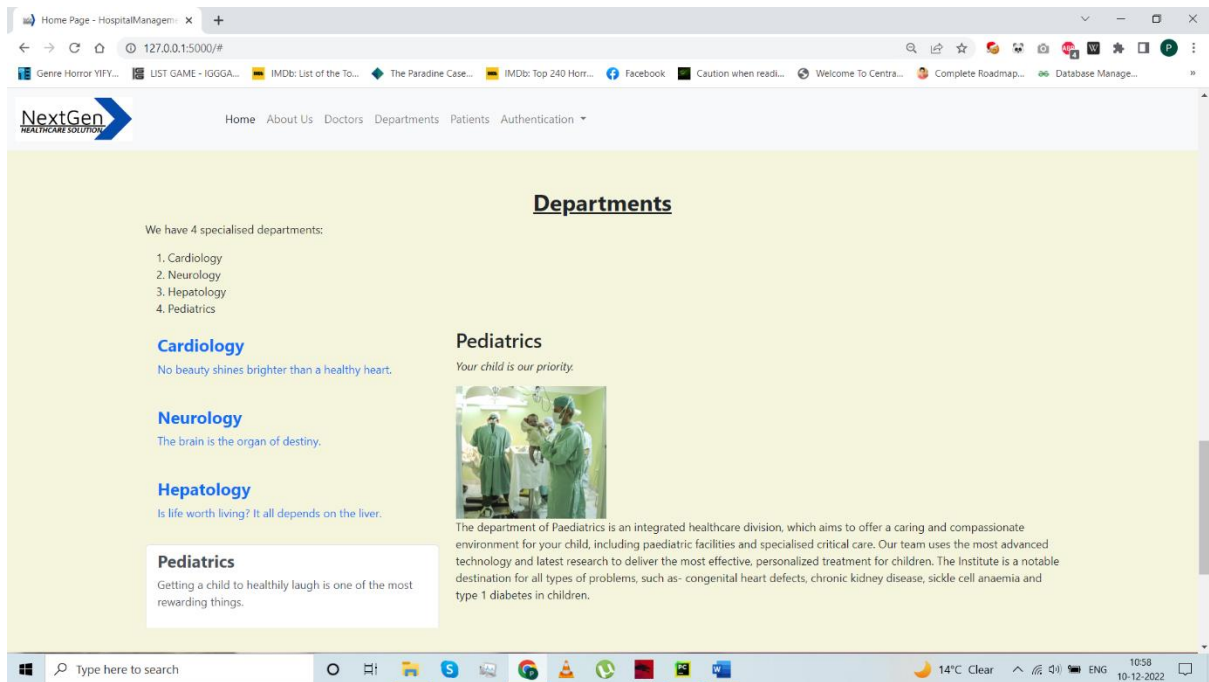 Home Page - HospitalManageme
127.0.0.1:5000/#
Genre Horror YIFY... LIST GAME - IGGGA... IMDb: List of the To... The Paradine Case... IMDb: Top 240 Horr... Facebook Caution when readi... Welcome To Centra... Complete Roadmap... Database Manage...
NextGen
HEALTHCARE SOLUTION
Home About Us Doctors Departments Patients Authentication
Departments
We have 4 specialised departments:
1. Cardiology
2. Neurology
3. Hepatology
4. Pediatrics
Cardiology
No beauty shines brighter than a healthy heart.
Neurology
The brain is the organ of destiny.
Hepatology
Is life worth living? It all depends on the liver.
Pediatrics
Getting a child to healthily laugh is one of the most
rewarding things.
Pediatrics
Your child is our priority.
The department of Paediatrics is an integrated healthcare division, which aims to offer a caring and compassionate
environment for your child, including paediatric facilities and specialised critical care. Our team uses the most advanced
technology and latest research to deliver the most effective, personalized treatment for children. The Institute is a notable
destination for all types of problems, such as- congenital heart defects, chronic kidney disease, sickle cell anaemia and
type 1 diabetes in children.
Type here to search
14°C Clear
ENG
10:58
10-12-2022